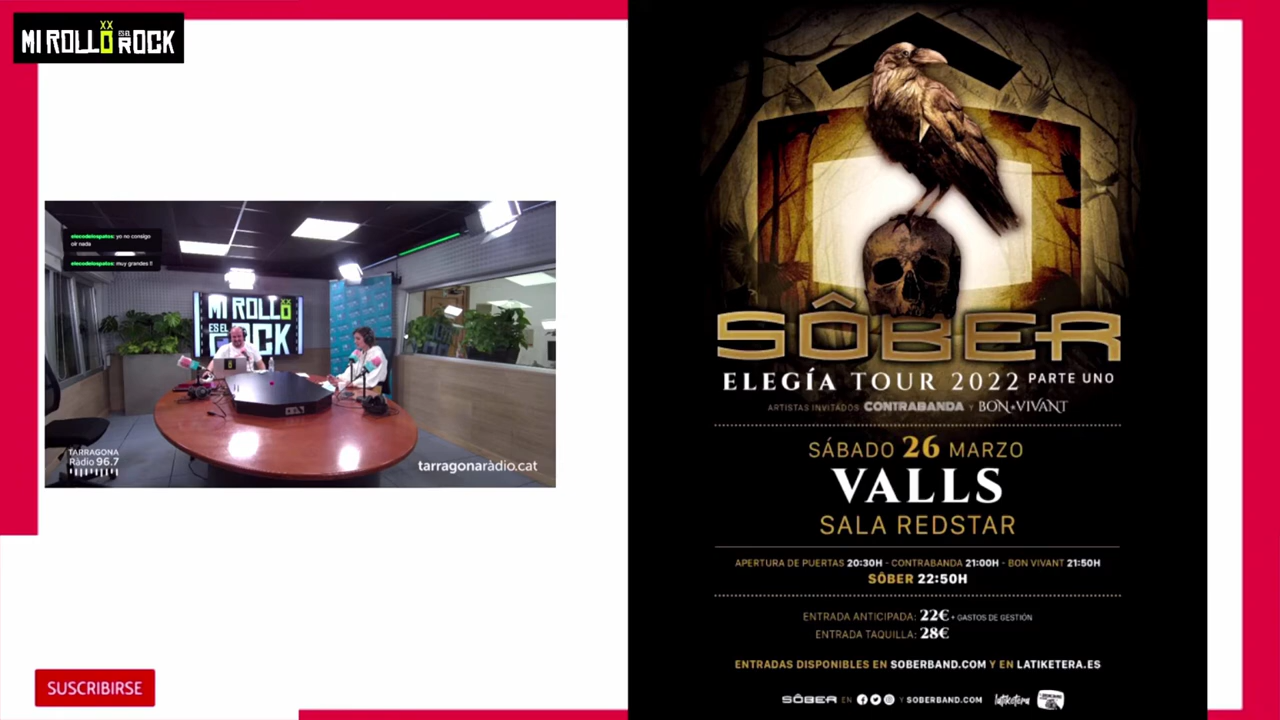 MI ROLLO ES EL ROCK
elecodelospatos: yo no consigo
oir nada
elecodelospatos: muy grandes !!
MI ROLLO
ES EL
ROCK
TARRAGONA
Ràdio 96.7
tarragonaràdio.cat
SUSCRIBIRSE
SÔBER
ELEGÍA TOUR 2022 PARTE UNO
ARTISTAS INVITADOS CONTRABANDA Y BON VIVANT
SÁBADO 26 MARZO
VALLS
SALA REDSTAR
APERTURA DE PUERTAS 20:30H - CONTRABANDA 21:00H - BON VIVANT 21:50H
SÔBER 22:50H
ENTRADA ANTICIPADA: 22€ + GASTOS DE GESTIÓN
ENTRADA TAQUILLA: 28€
ENTRADAS DISPONIBLES EN SOBERBAND.COM Y EN LATIKETERA.ES
SÔBER EN Y SOBERBAND.COM latiketera